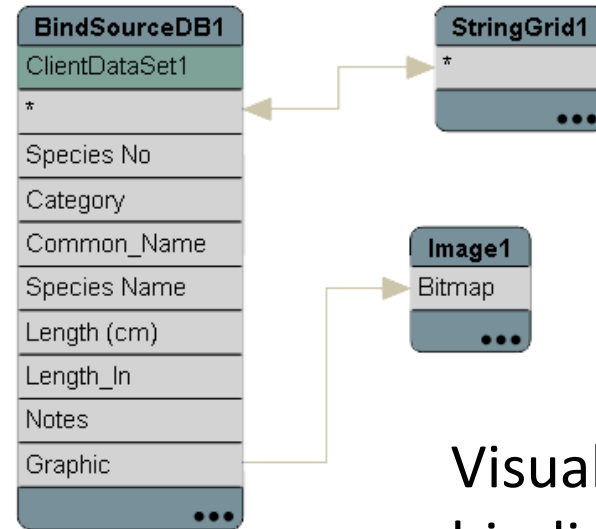 BindSourceDB1
ClientDataSet1
*
Species No
Category
Common_Name
Species Name
Length (cm)
Length_In
Notes
Graphic
StringGrid1
*
Image1
Bitmap
Visual